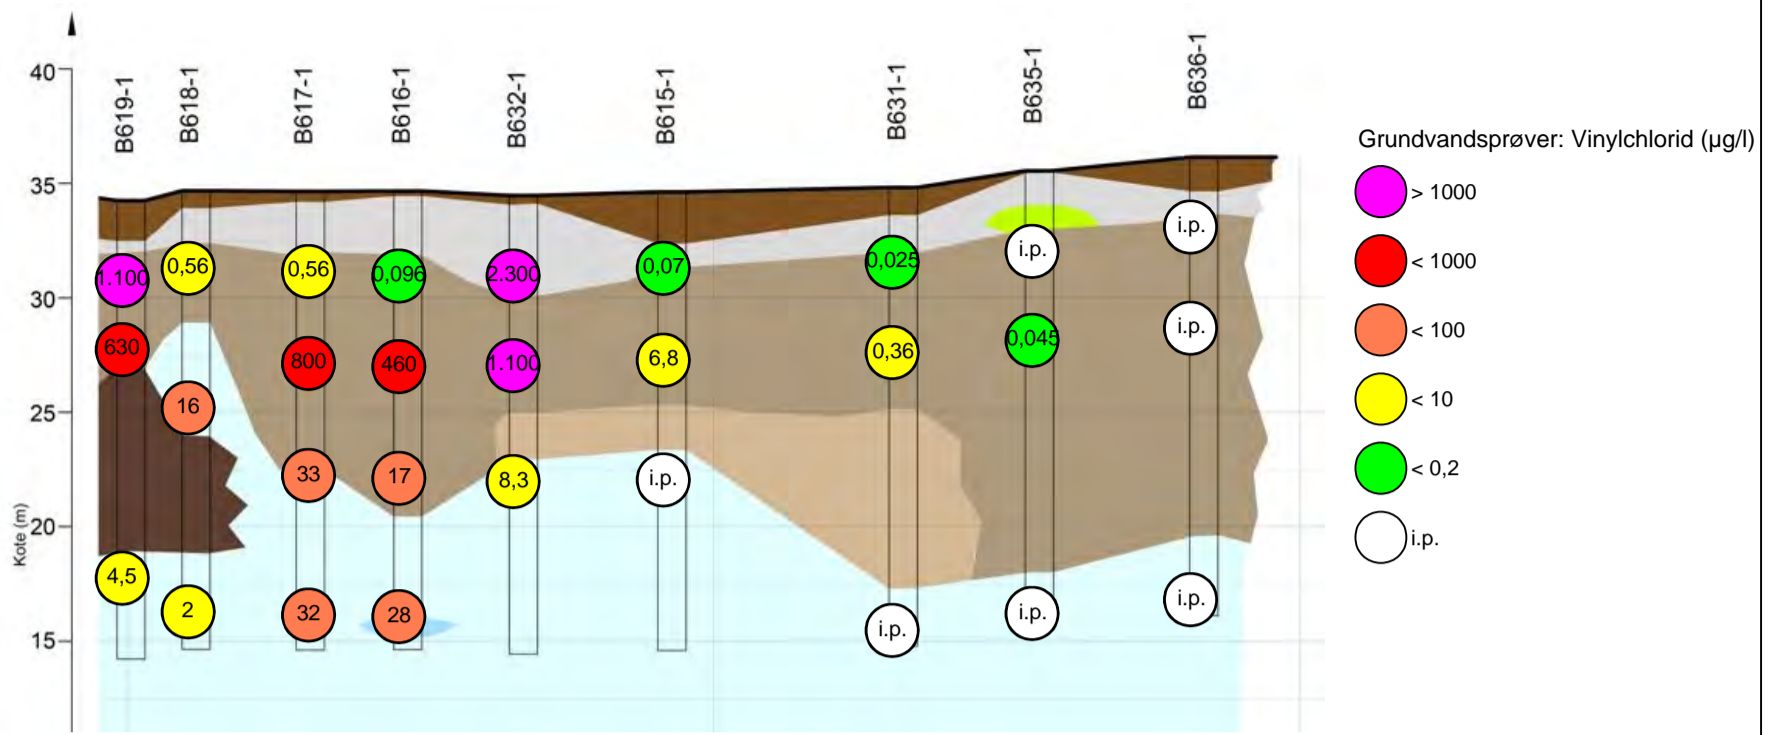 B619-1
B618-1
B617-1
B616-1
B632-1
B615-1
B631-1
B635-1
B636-1
40
35
30
25
20
15
Kote (m)
1.100
0,56
0,56
0,096
2.300
0,07
0,025
i.p.
i.p.
630
800
460
1.100
6,8
0,36
0,045
i.p.
16
33
17
8,3
i.p.
4,5
2
32
28
i.p.
i.p.
i.p.
Grundvandsprøver: Vinylchlorid (µg/l)
> 1000
< 1000
< 100
< 10
< 0,2
i.p.